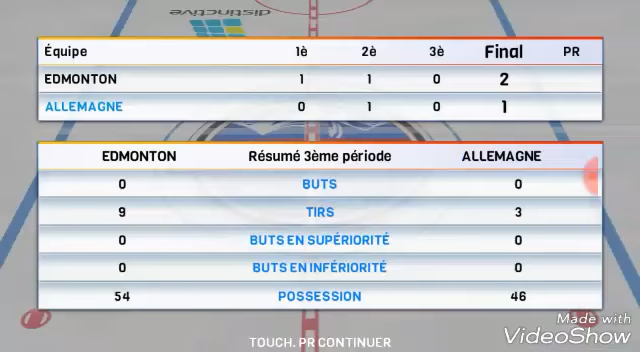 distinctive
Équipe 1è 2è 3è Final PR
EDMONTON 1 1 0 2
ALLEMAGNE 0 1 0 1
EDMONTON Résumé 3ème période ALLEMAGNE
0 BUTS 0
9 TIRS 3
0 BUTS EN SUPÉRIORITÉ 0
0 BUTS EN INFÉRIORITÉ 0
54 POSSESSION 46
Made with
VideoShow
TOUCH. PR CONTINUER